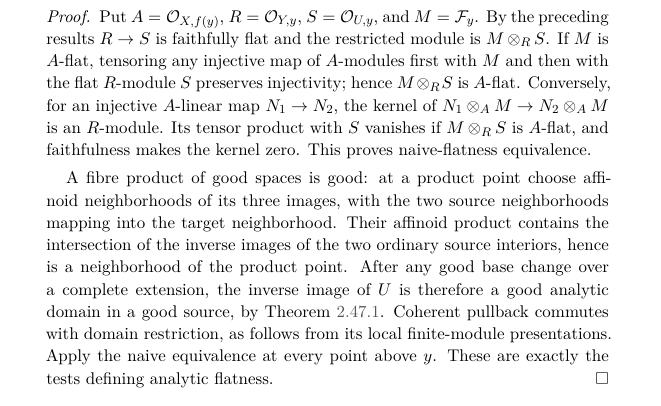 Proof. Put A = 𝒪_{X,f(y)}, R = 𝒪_{Y,y}, S = 𝒪_{U,y}, and M = ℱ_y. By the preceding
results R → S is faithfully flat and the restricted module is M ⊗_R S. If M is
A-flat, tensoring any injective map of A-modules first with M and then with
the flat R-module S preserves injectivity; hence M ⊗_R S is A-flat. Conversely,
for an injective A-linear map N₁ → N₂, the kernel of N₁ ⊗_A M → N₂ ⊗_A M
is an R-module. Its tensor product with S vanishes if M ⊗_R S is A-flat, and
faithfulness makes the kernel zero. This proves naive-flatness equivalence.
A fibre product of good spaces is good: at a product point choose affi-
noid neighborhoods of its three images, with the two source neighborhoods
mapping into the target neighborhood. Their affinoid product contains the
intersection of the inverse images of the two ordinary source interiors, hence
is a neighborhood of the product point. After any good base change over
a complete extension, the inverse image of U is therefore a good analytic
domain in a good source, by Theorem 2.47.1. Coherent pullback commutes
with domain restriction, as follows from its local finite-module presentations.
Apply the naive equivalence at every point above y. These are exactly the
tests defining analytic flatness. □